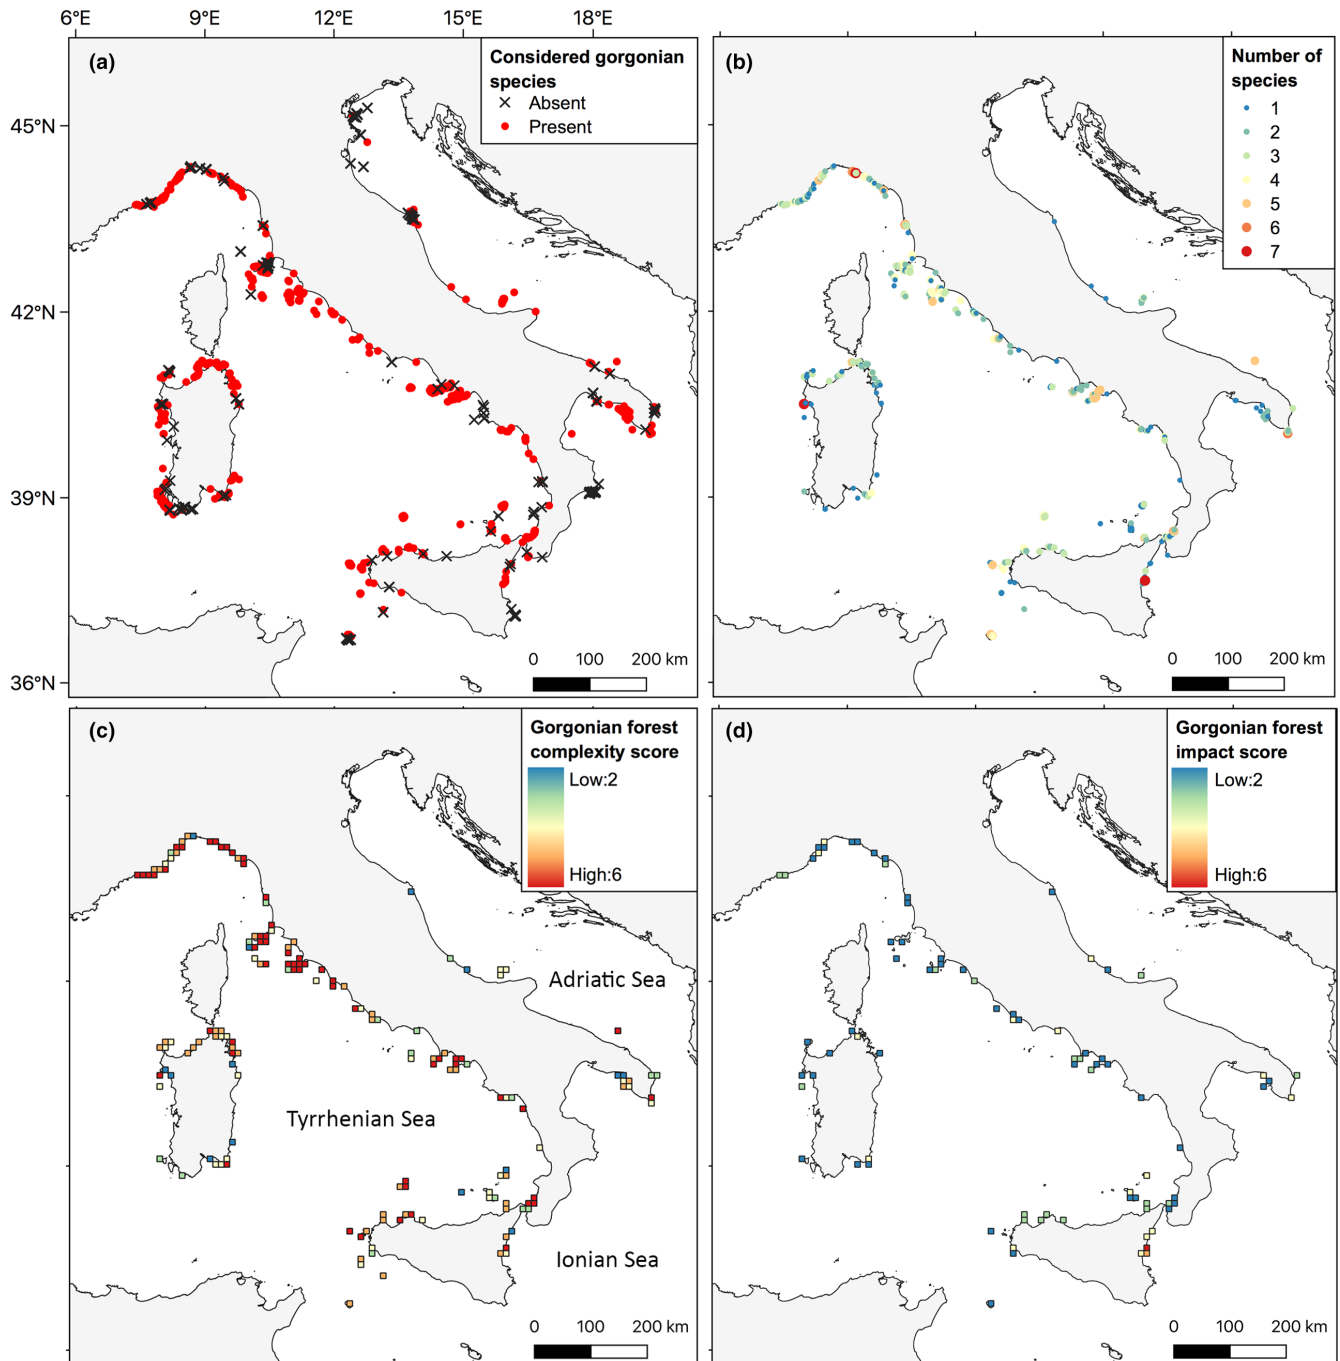 6°E 9°E 12°E 15°E 18°E
(a)
Considered gorgonian
species
Absent
Present
45°N
42°N
39°N
36°N
0 100 200 km
(b)
Number of
species
1
2
3
4
5
6
7
0 100 200 km
(c)
Gorgonian forest
complexity score
Low:2
High:6
Adriatic Sea
Tyrrhenian Sea
Ionian Sea
0 100 200 km
(d)
Gorgonian forest
impact score
Low:2
High:6
0 100 200 km